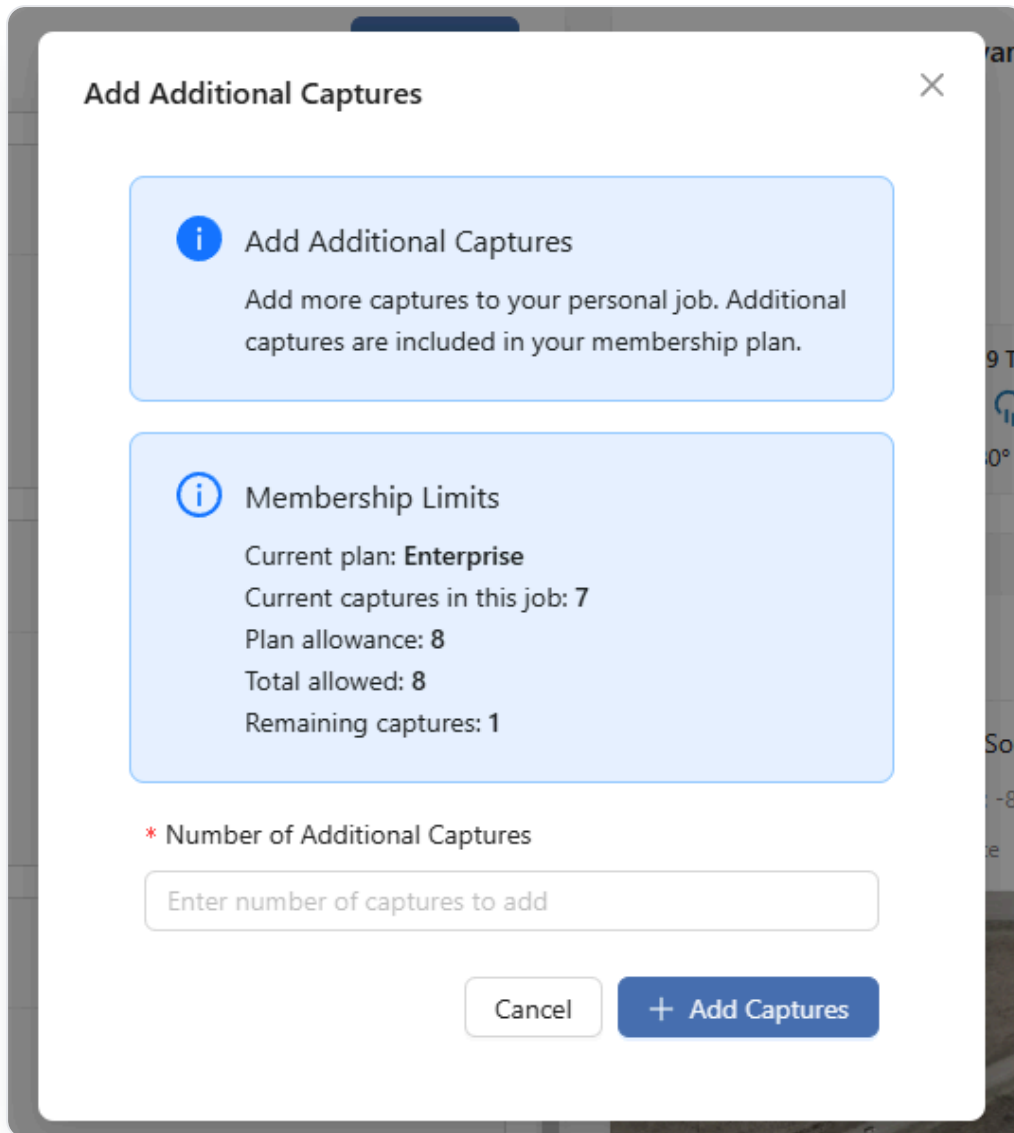 Add Additional Captures
Add Additional Captures
Add more captures to your personal job. Additional
captures are included in your membership plan.
Membership Limits
Current plan: Enterprise
Current captures in this job: 7
Plan allowance: 8
Total allowed: 8
Remaining captures: 1
* Number of Additional Captures
Enter number of captures to add
Cancel
+ Add Captures